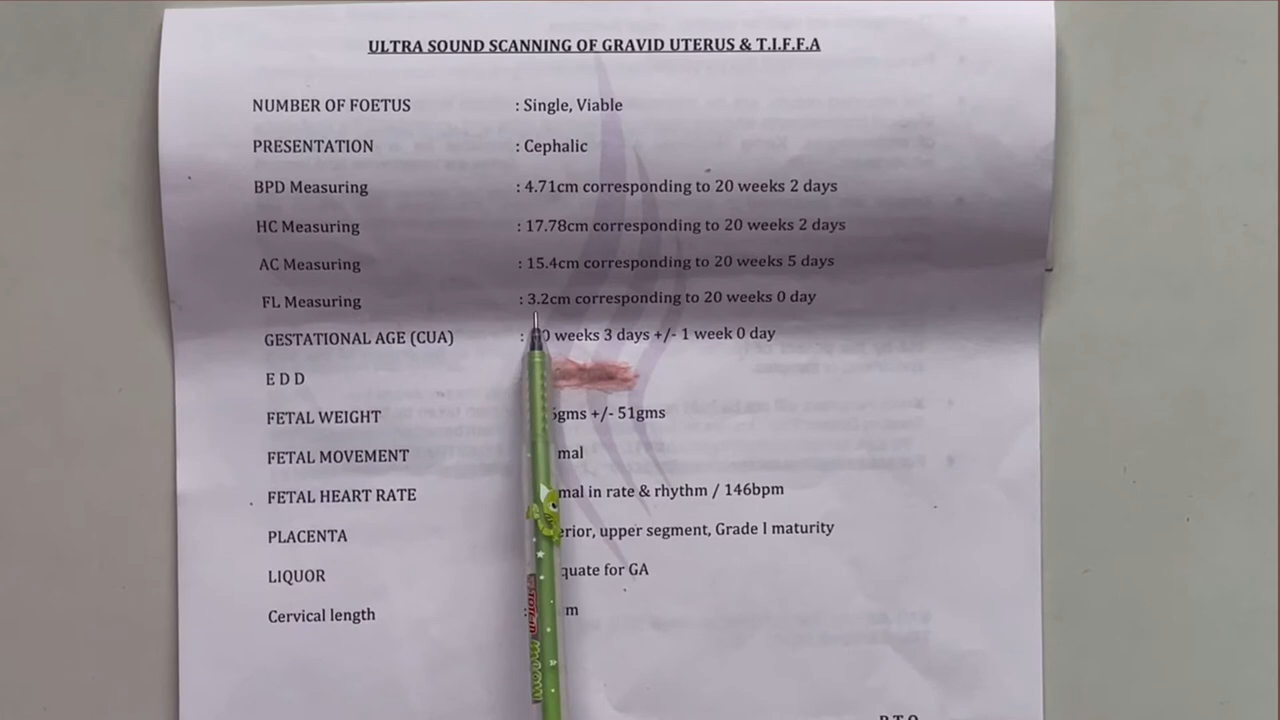 ULTRA SOUND SCANNING OF GRAVID UTERUS & T.I.F.F.A
NUMBER OF FOETUS : Single, Viable
PRESENTATION : Cephalic
BPD Measuring : 4.71cm corresponding to 20 weeks 2 days
HC Measuring : 17.78cm corresponding to 20 weeks 2 days
AC Measuring : 15.4cm corresponding to 20 weeks 5 days
FL Measuring : 3.2cm corresponding to 20 weeks 0 day
GESTATIONAL AGE (CUA) : weeks 3 days +/- 1 week 0 day
E D D
FETAL WEIGHT gms +/- 51gms
FETAL MOVEMENT mal
FETAL HEART RATE mal in rate & rhythm / 146bpm
PLACENTA erior, upper segment, Grade I maturity
LIQUOR quate for GA
Cervical length : m